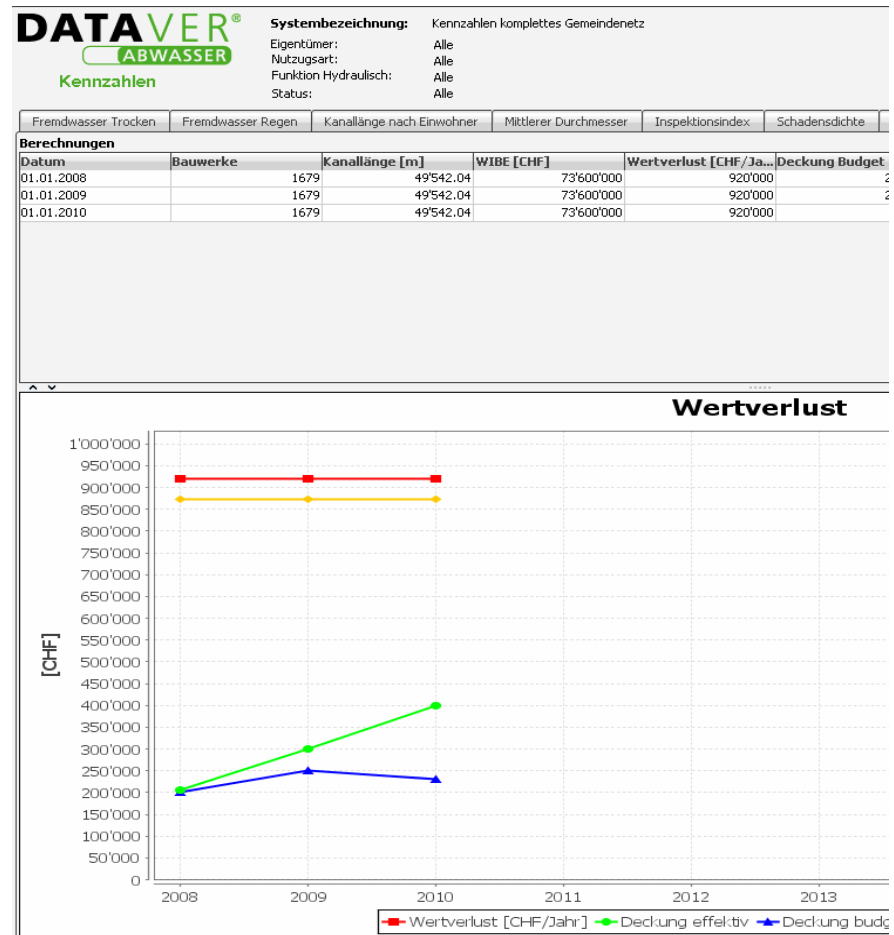 DATAVER®
ABWASSER
Kennzahlen
Systembezeichnung: Kennzahlen komplettes Gemeindenetz
Eigentümer: Alle
Nutzugsart: Alle
Funktion Hydraulisch: Alle
Status: Alle
Fremdwasser Trocken Fremdwasser Regen Kanallänge nach Einwohner Mittlerer Durchmesser Inspektionsindex Schadensdichte
Berechnungen
Datum Bauwerke Kanallänge [m] WIBE [CHF] Wertverlust [CHF/Ja... Deckung Budget
01.01.2008 1679 49'542.04 73'600'000 920'000 2
01.01.2009 1679 49'542.04 73'600'000 920'000 2
01.01.2010 1679 49'542.04 73'600'000 920'000
Wertverlust
1'000'000
950'000
900'000
850'000
800'000
750'000
700'000
650'000
600'000
550'000
500'000
450'000
400'000
350'000
300'000
250'000
200'000
150'000
100'000
50'000
0
[CHF]
2008 2009 2010 2011 2012 2013
Wertverlust [CHF/Jahr] Deckung effektiv Deckung budg